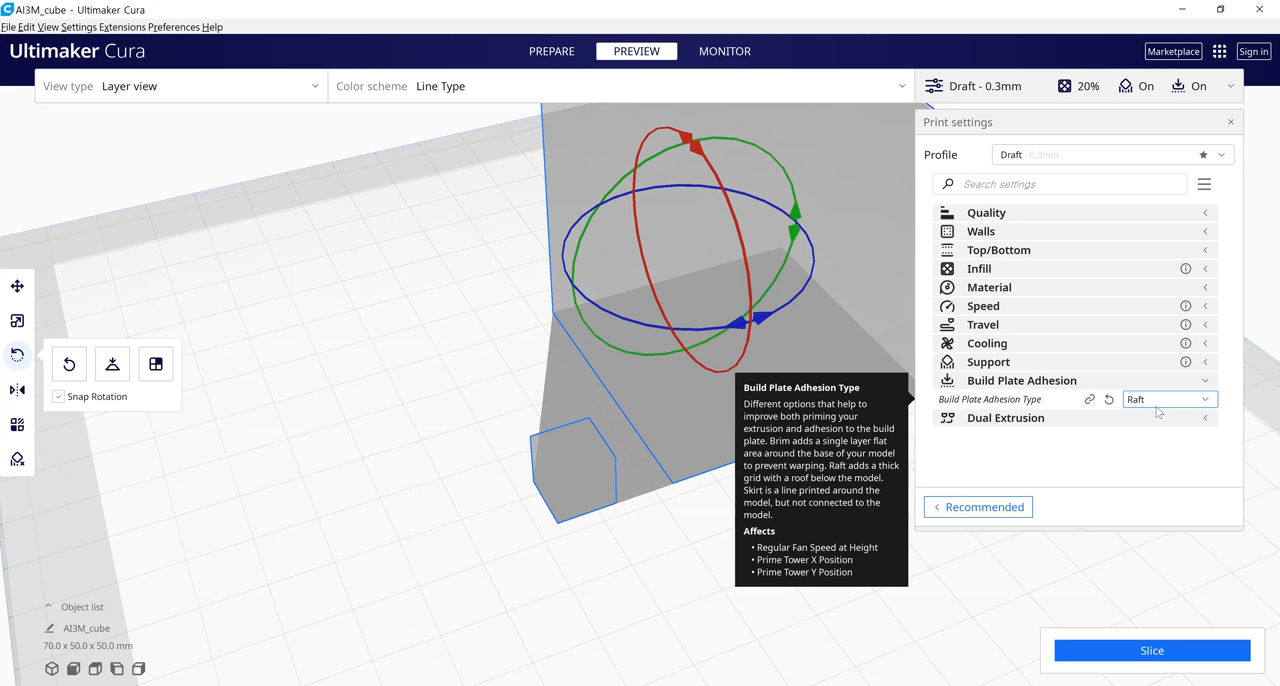 AI3M_cube - Ultimaker Cura
File Edit View Settings Extensions Preferences Help
Ultimaker Cura
PREPARE
PREVIEW
MONITOR
Marketplace
Sign in
View type Layer view
Color scheme Line Type
Draft - 0.3mm
20%
On
On
Print settings
Profile
Draft 0.3mm
Search settings
Quality
Walls
Top/Bottom
Infill
Material
Speed
Travel
Cooling
Support
Build Plate Adhesion
Build Plate Adhesion Type
Raft
Dual Extrusion
Recommended
Snap Rotation
Build Plate Adhesion Type
Different options that help to
improve both priming your
extrusion and adhesion to the build
plate. Brim adds a single layer flat
area around the base of your model
to prevent warping. Raft adds a thick
grid with a roof below the model.
Skirt is a line printed around the
model, but not connected to the
model.
Affects
• Regular Fan Speed at Height
• Prime Tower X Position
• Prime Tower Y Position
Object list
AI3M_cube
70.0 x 50.0 x 50.0 mm
Slice